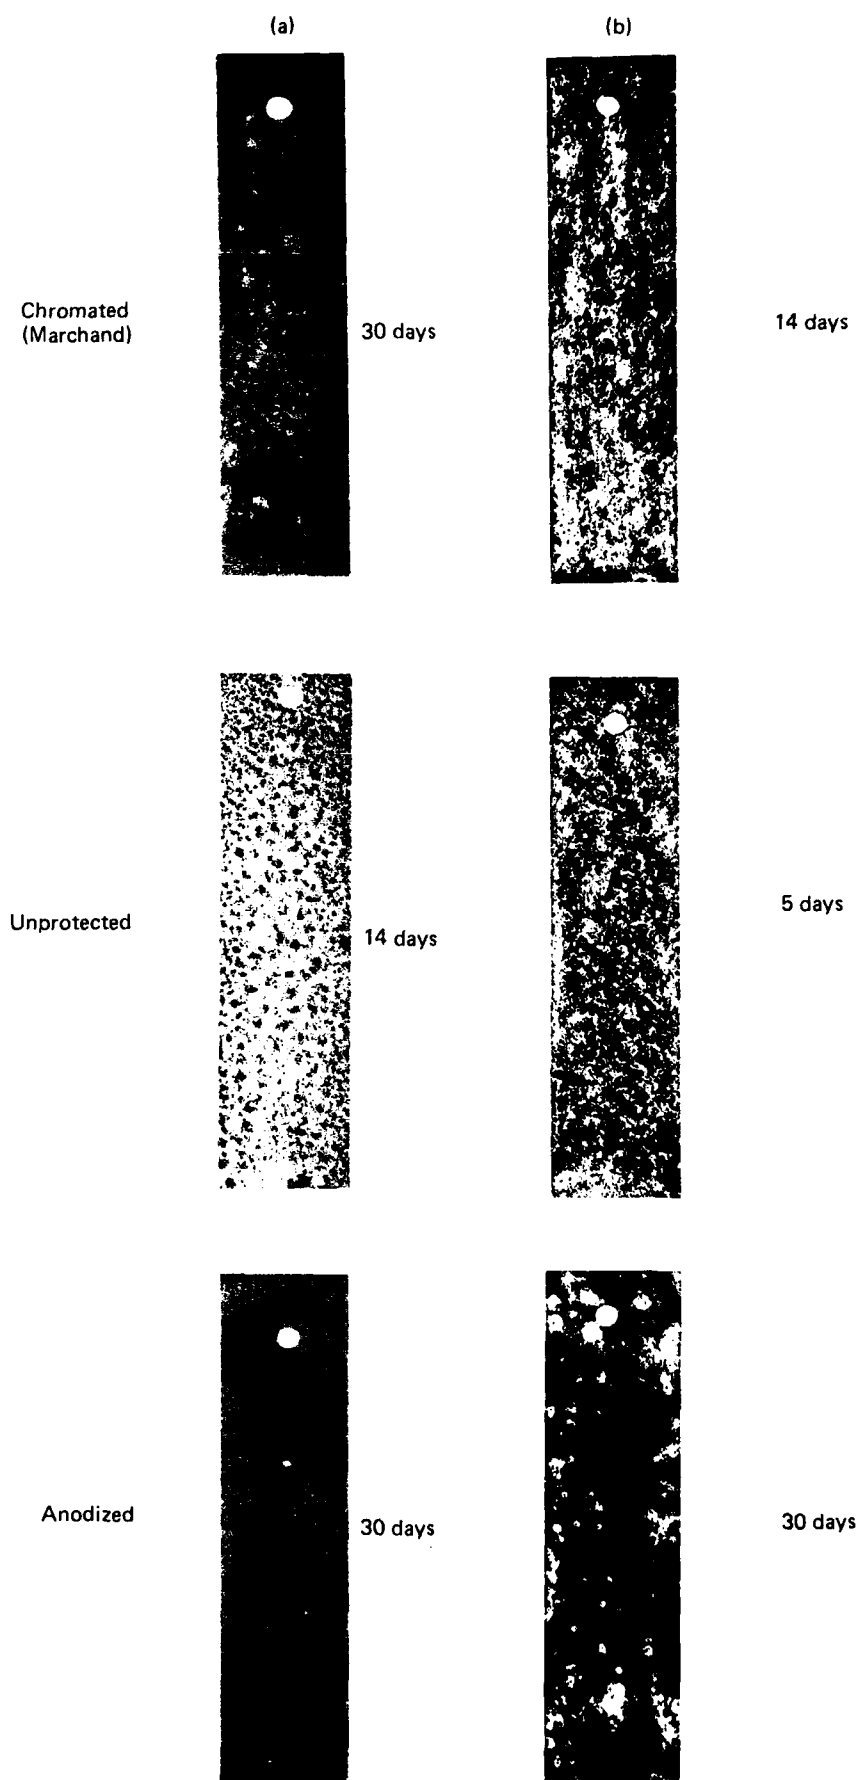 (a)
(b)
Chromated
(Marchand)
30 days
14 days
Unprotected
14 days
5 days
Anodized
30 days
30 days